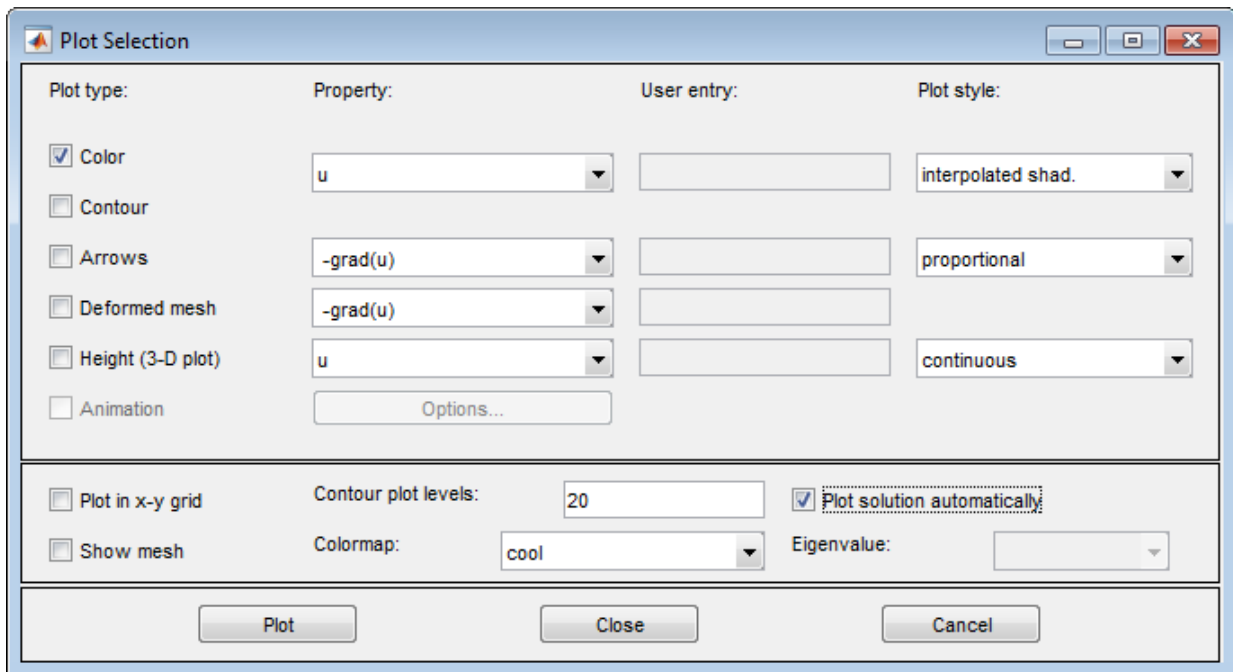 Plot Selection
Plot type: Property: User entry: Plot style:
Color u interpolated shad.
Contour
Arrows -grad(u) proportional
Deformed mesh -grad(u)
Height (3-D plot) u continuous
Animation Options...
Plot in x-y grid Contour plot levels: 20 Plot solution automatically
Show mesh Colormap: cool Eigenvalue:
Plot Close Cancel